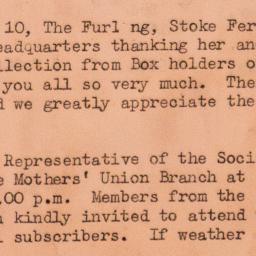 10, The Furl ng, Stoke Fer
eadquarters thanking her an
llection from Box holders o
you all so very much. The
d we greatly appreciate the
Representative of the Soci
e Mothers' Union Branch at
.00 p.m. Members from the
n kindly invited to attend
l subscribers. If weather